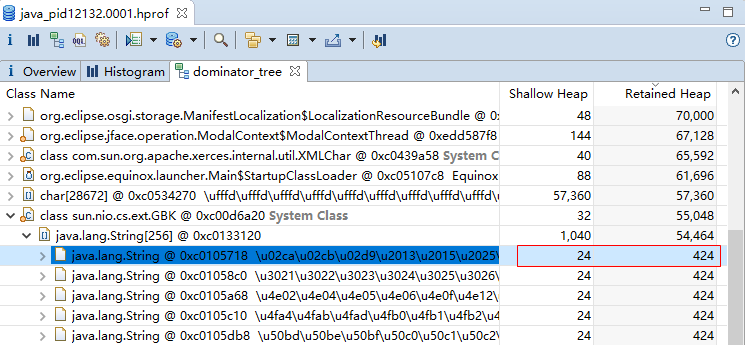 java_pid12132.0001.hprof
i OQL
i Overview Histogram dominator_tree
Class Name Shallow Heap Retained Heap
org.eclipse.osgi.storage.ManifestLocalization$LocalizationResourceBundle @ 0x 48 70,000
org.eclipse.jface.operation.ModalContext$ModalContextThread @ 0xedd587f8 144 67,128
class com.sun.org.apache.xerces.internal.util.XMLChar @ 0xc0439a58 System C 40 65,592
org.eclipse.equinox.launcher.Main$StartupClassLoader @ 0xc05107c8 Equinox 88 61,696
char[28672] @ 0xc0534270 \ufffd\ufffd\ufffd\ufffd\ufffd\ufffd\ufffd\ufffd\ufffd 57,360 57,360
class sun.nio.cs.ext.GBK @ 0xc00d6a20 System Class 32 55,048
java.lang.String[256] @ 0xc0133120 1,040 54,464
java.lang.String @ 0xc0105718 \u02ca\u02cb\u02d9\u2013\u2015\u2025\ 24 424
java.lang.String @ 0xc01058c0 \u3021\u3022\u3023\u3024\u3025\u3026\ 24 424
java.lang.String @ 0xc0105a68 \u4e02\u4e04\u4e05\u4e06\u4e0f\u4e12\ 24 424
java.lang.String @ 0xc0105c10 \u4fa4\u4fab\u4fad\u4fb0\u4fb1\u4fb2\ 24 424
java.lang.String @ 0xc0105db8 \u50bd\u50be\u50bf\u50c0\u50c1\u50c2\ 24 424